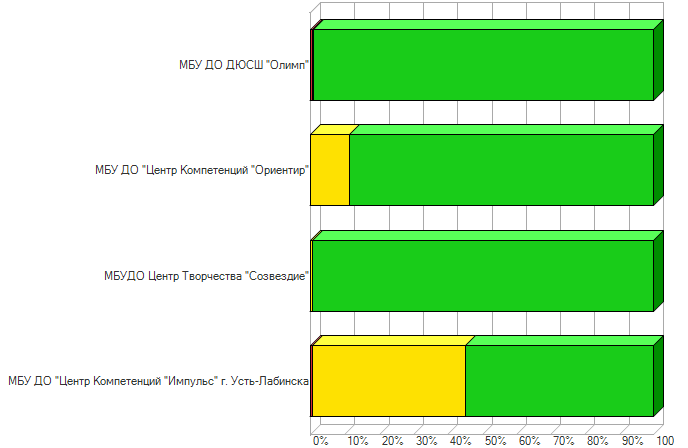 МБУ ДО ДЮСШ "Олимп"
МБУ ДО "Центр Компетенций "Ориентир"
МБУДО Центр Творчества "Созвездие"
МБУ ДО "Центр Компетенций "Импульс" г. Усть-Лабинска
0% 10% 20% 30% 40% 50% 60% 70% 80% 90% 100